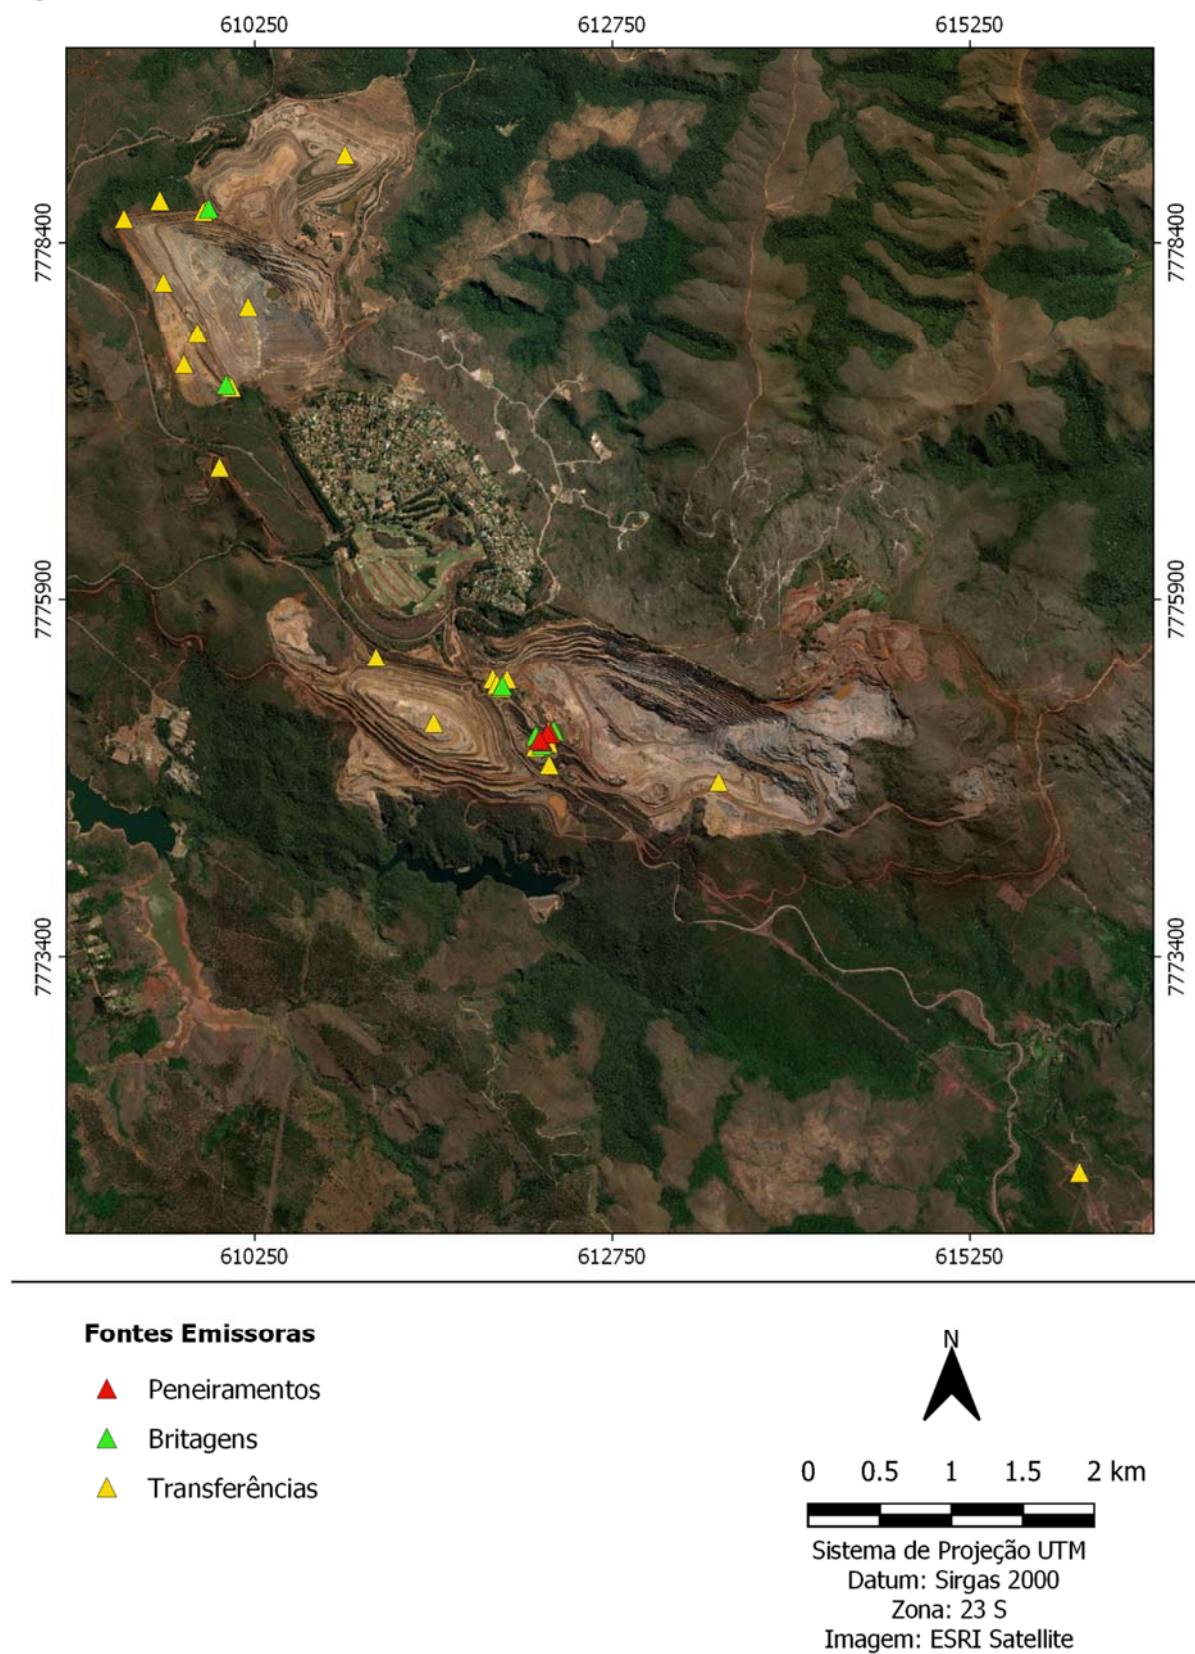 610250 612750 615250
7778400 7778400
7775900 7775900
7773400 7773400
610250 612750 615250
Fontes Emissoras
Peneiramentos
Britagens
Transferências
N
0 0.5 1 1.5 2 km
Sistema de Projeção UTM
Datum: Sirgas 2000
Zona: 23 S
Imagem: ESRI Satellite